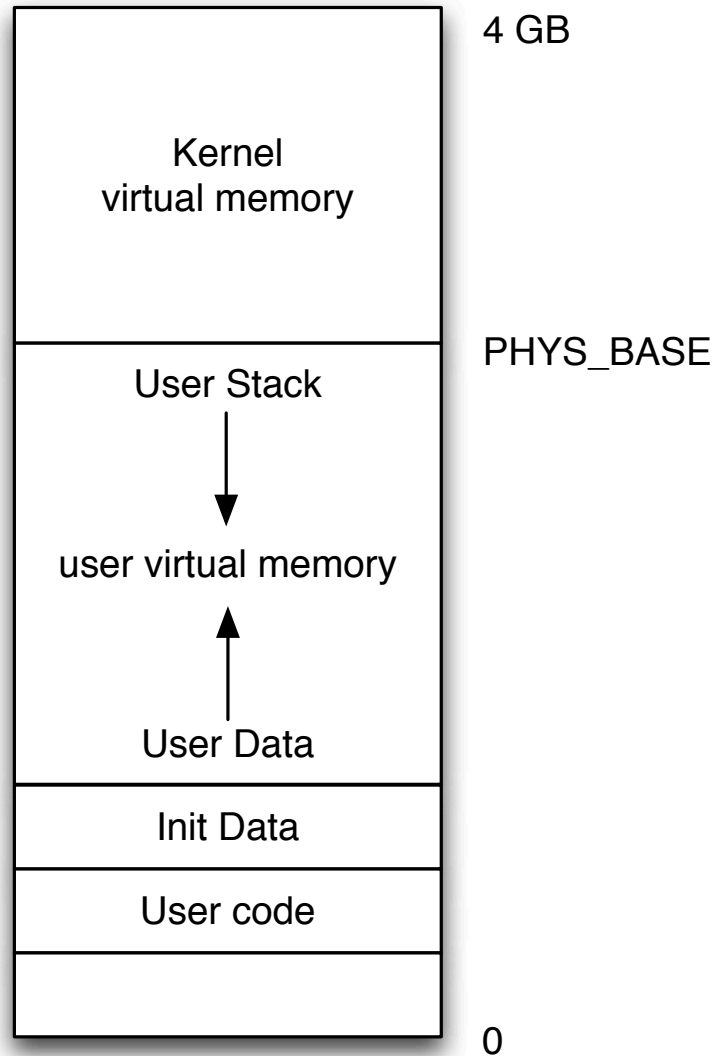 4 GB
Kernel
virtual memory
PHYS_BASE
User Stack
user virtual memory
User Data
Init Data
User code
0